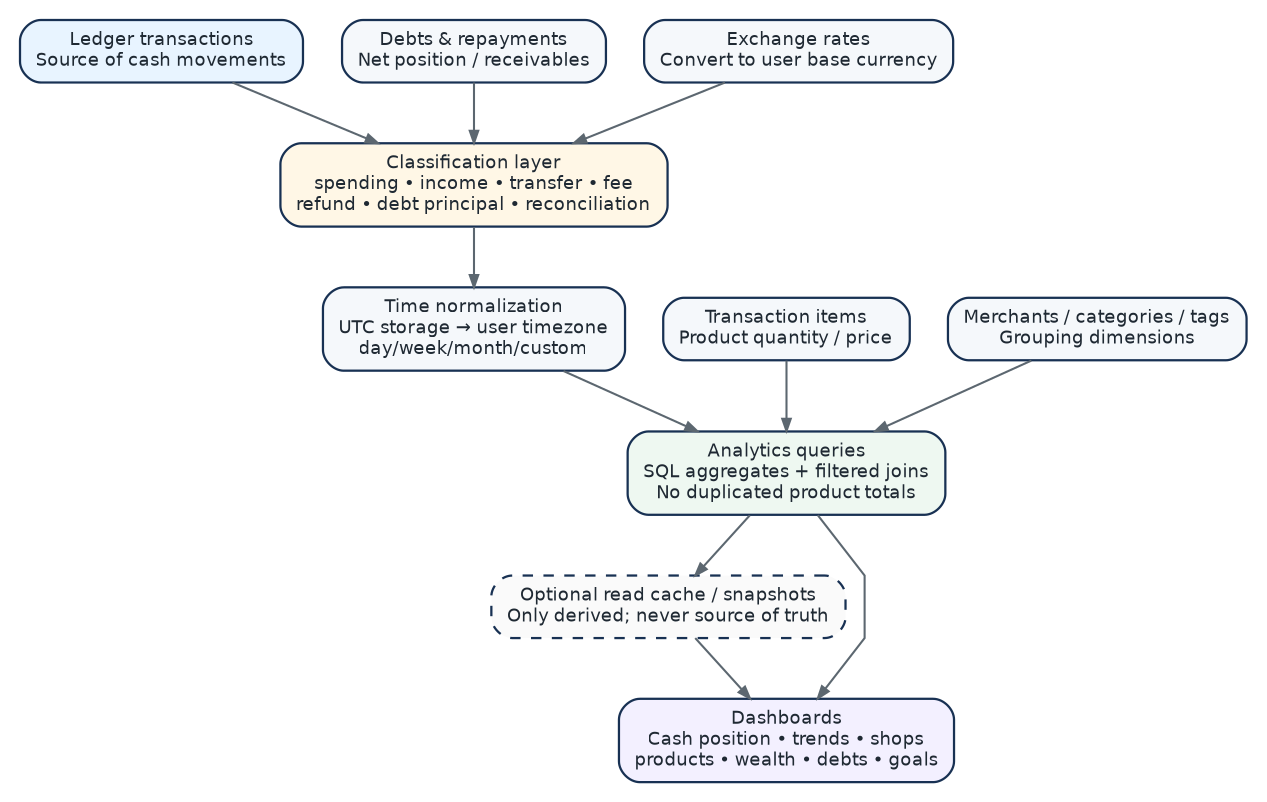 Ledger transactions
Source of cash movements
Debts & repayments
Net position / receivables
Exchange rates
Convert to user base currency
Classification layer
spending • income • transfer • fee
refund • debt principal • reconciliation
Time normalization
UTC storage → user timezone
day/week/month/custom
Transaction items
Product quantity / price
Merchants / categories / tags
Grouping dimensions
Analytics queries
SQL aggregates + filtered joins
No duplicated product totals
Optional read cache / snapshots
Only derived; never source of truth
Dashboards
Cash position • trends • shops
products • wealth • debts • goals